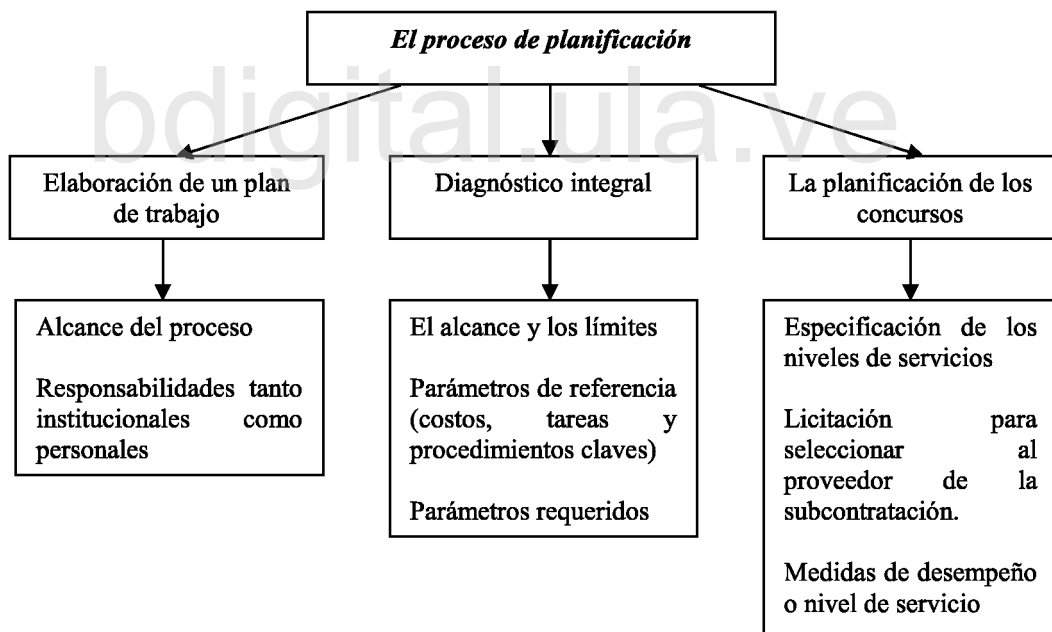 El proceso de planificación
bdigital.ula.ve
Elaboración de un plan
de trabajo
Diagnóstico integral
La planificación de los
concursos
Alcance del proceso
Responsabilidades tanto
institucionales como
personales
El alcance y los límites
Parámetros de referencia
(costos, tareas y
procedimientos claves)
Parámetros requeridos
Especificación de los
niveles de servicios
Licitación para
seleccionar al
proveedor de la
subcontratación.
Medidas de desempeño
o nivel de servicio